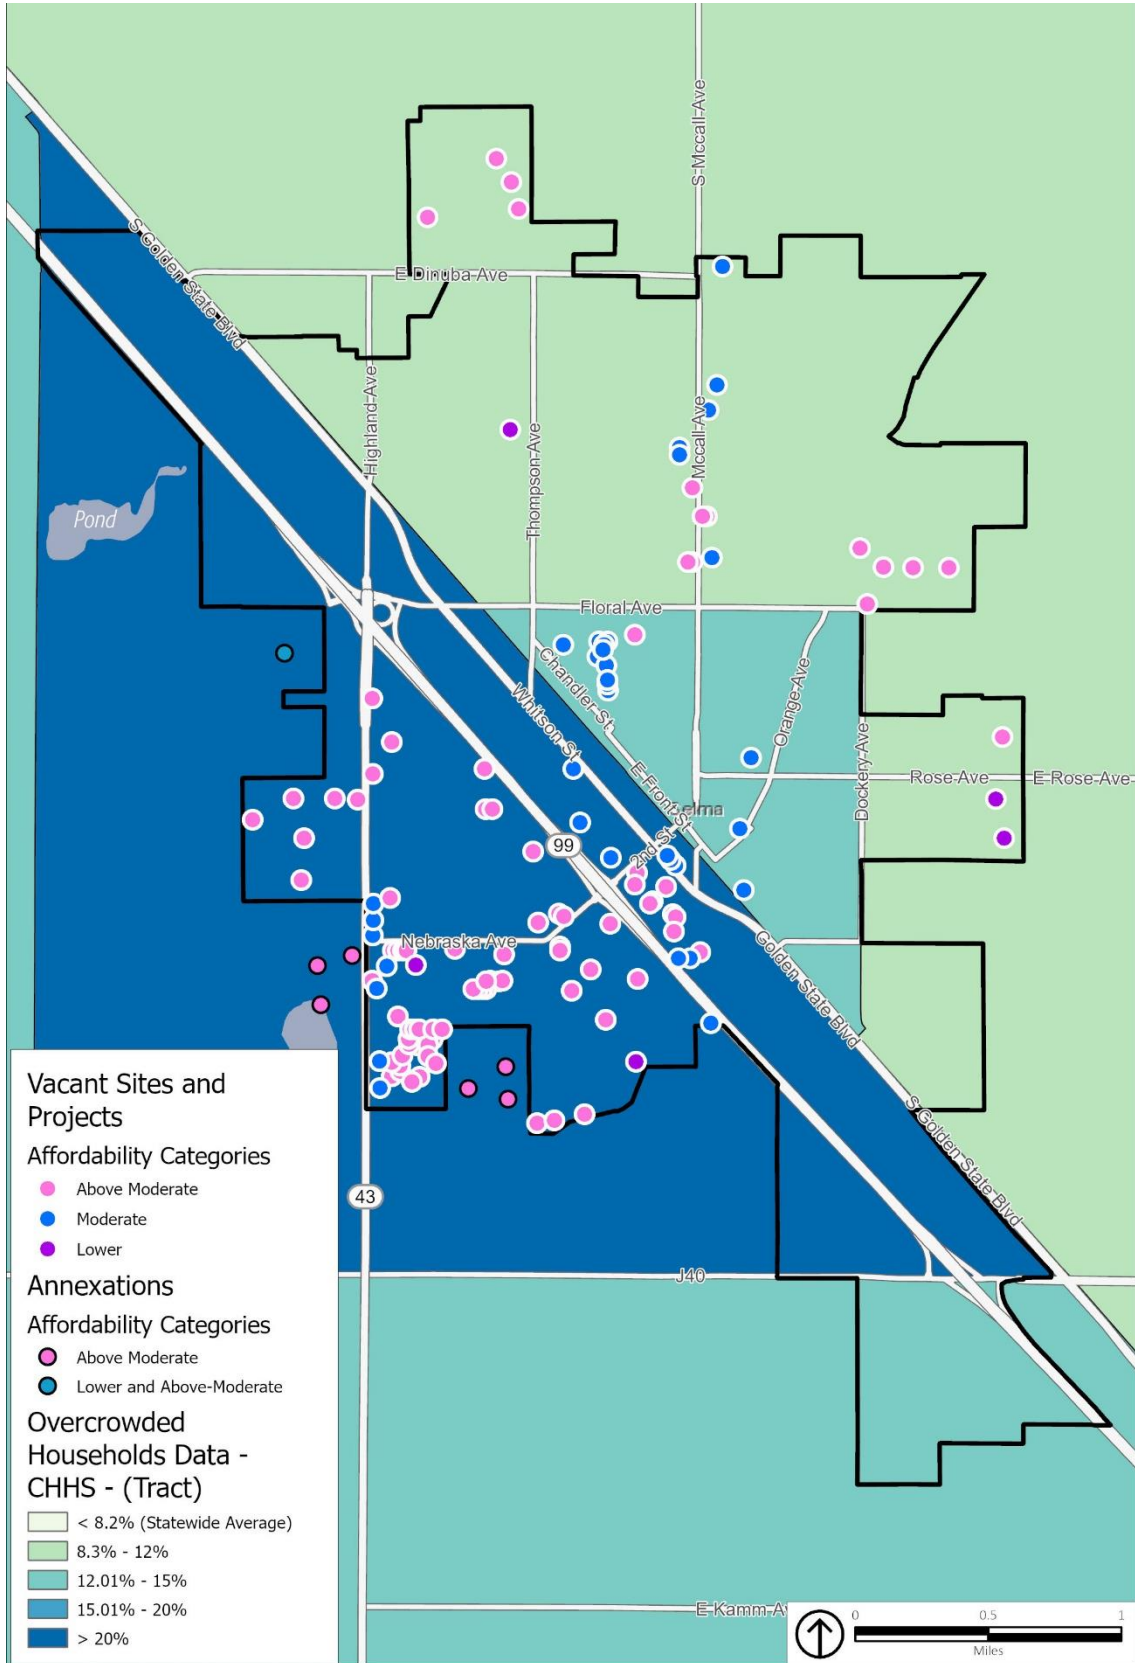 S Mccall Ave
S Golden State Blvd
E Dinuba Ave
Highland Ave
Mccall Ave
Thompson Ave
Pond
Floral Ave
Chandler St
Whitson St
Orange Ave
E Front St
Dockery Ave
Rose Ave
E Rose Ave
2nd St
99
Nebraska Ave
Golden State Blvd
S Golden State Blvd
43
J40
E Kamm Av
Vacant Sites and
Projects
Affordability Categories
Above Moderate
Moderate
Lower
Annexations
Affordability Categories
Above Moderate
Lower and Above-Moderate
Overcrowded
Households Data -
CHHS - (Tract)
< 8.2% (Statewide Average)
8.3% - 12%
12.01% - 15%
15.01% - 20%
> 20%
0 0.5 1
Miles